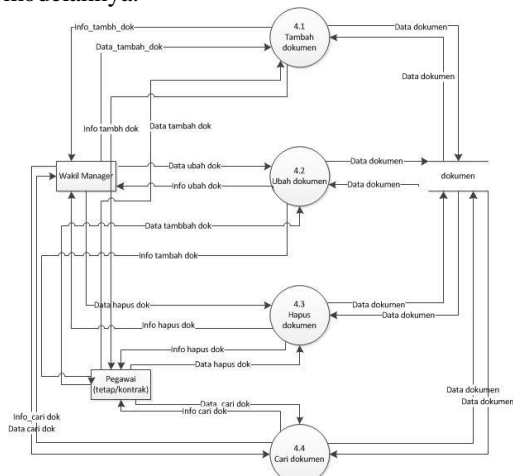 modelannya.
Info_tambh_dok
4.1
Tambah
dokumen
Data dokumen
Data_tambah_dok
Data dokumen
Info tambh dok
Data tambah dok
Wakil Manager
Data ubah dok
Info ubah dok
4.2
Ubah dokumen
Data dokumen
Data dokumen
dokumen
Data tambbah dok
Info tambah dok
Data hapus dok
Info hapus dok
4.3
Hapus
dokumen
Data dokumen
Data dokumen
Info hapus dok
Data hapus dok
Pegawai
(tetap/kontrak)
Data_cari dok
Info cari dok
Info_cari dok
Data cari dok
4.4
Cari dokumen
Data dokumen
Data dokumen